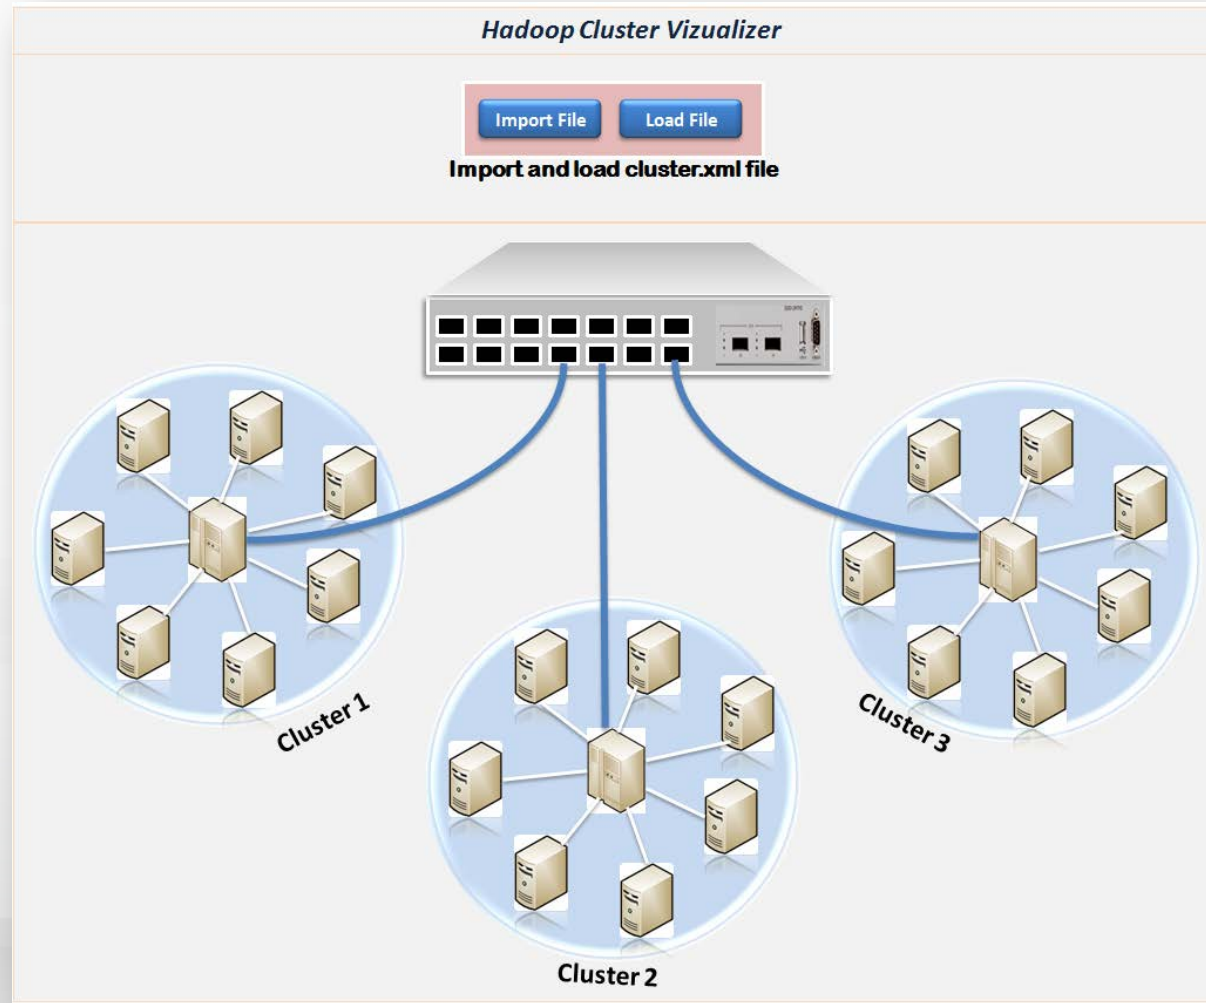 Hadoop Cluster Vizualizer
Import File
Load File
Import and load cluster.xml file
Cluster 1
Cluster 3
Cluster 2